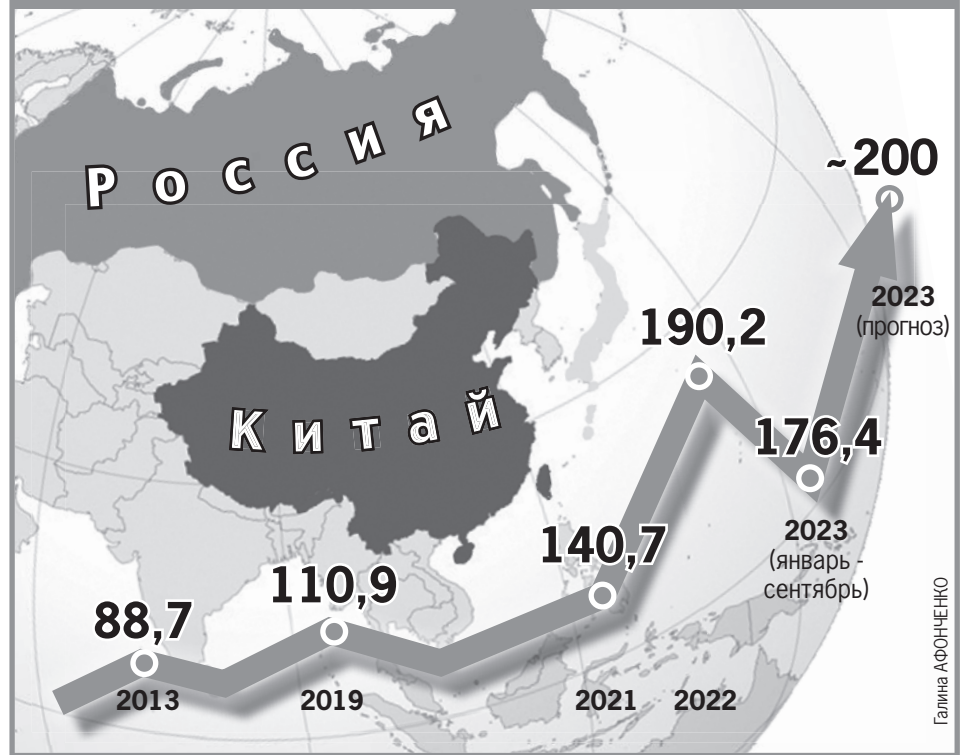 Россия
Китай
~200
2023
(прогноз)
190,2
176,4
2023
(январь -
сентябрь)
140,7
110,9
88,7
2013
2019
2021
2022
Галина АФОНЧЕНКО